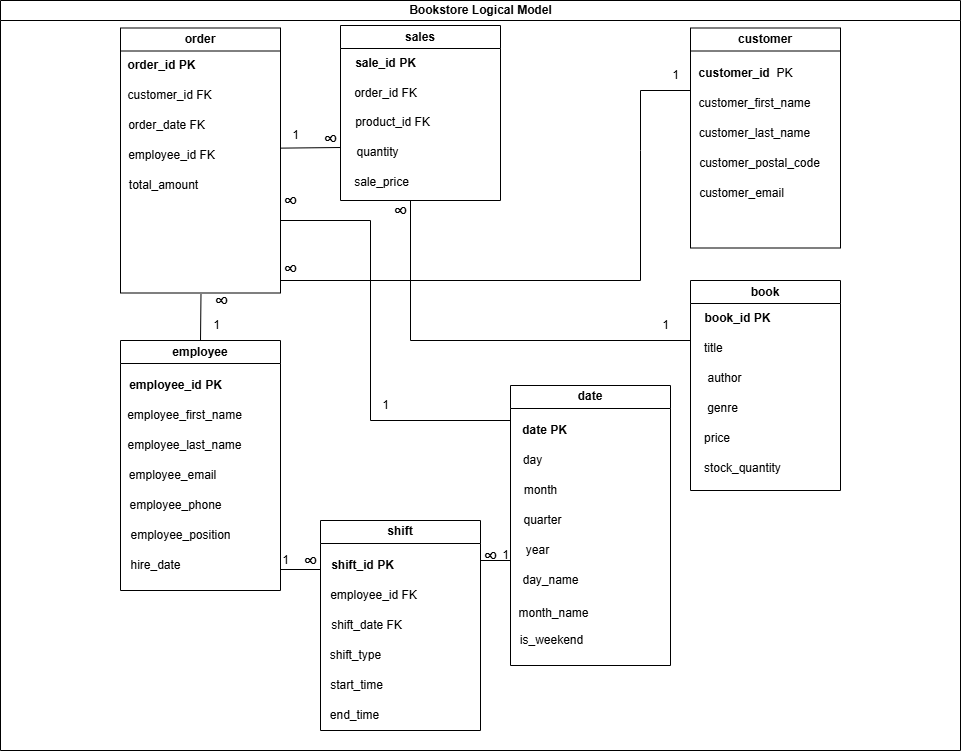 Bookstore Logical Model
order
order_id PK
customer_id FK
order_date FK
employee_id FK
total_amount
sales
sale_id PK
order_id FK
product_id FK
quantity
sale_price
customer
customer_id PK
customer_first_name
customer_last_name
customer_postal_code
customer_email
1
1
∞
∞
∞
∞
∞
1
1
1
book
book_id PK
title
author
genre
price
stock_quantity
employee
employee_id PK
employee_first_name
employee_last_name
employee_email
employee_phone
employee_position
hire_date
date
date PK
day
month
quarter
year
day_name
month_name
is_weekend
1
∞
∞
1
shift
shift_id PK
employee_id FK
shift_date FK
shift_type
start_time
end_time